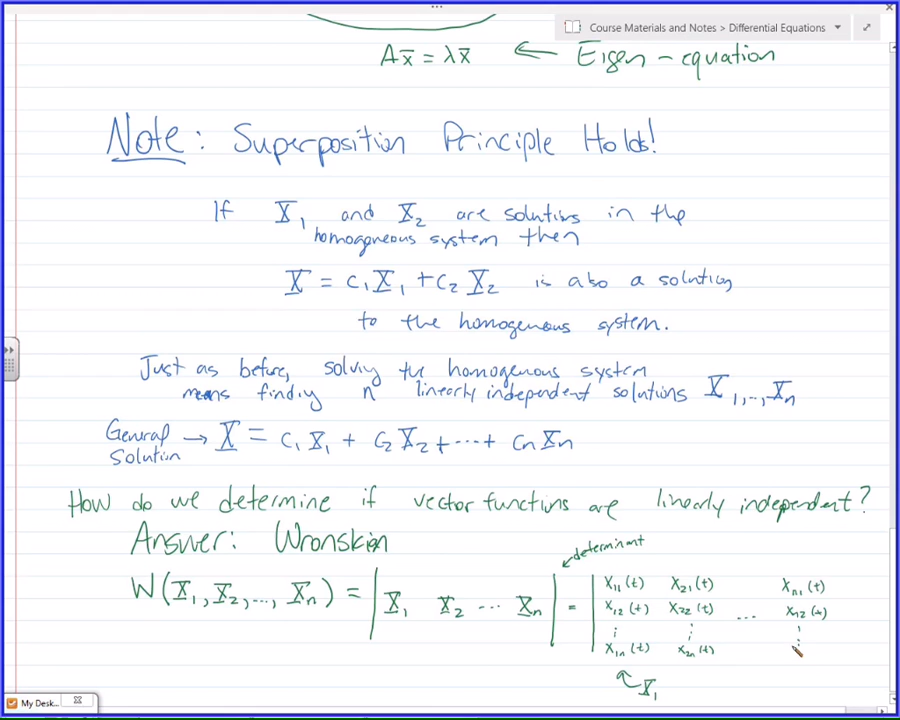 Course Materials and Notes > Differential Equations
Ax̄ = λx̄ ← Eigen-equation
Note: Superposition Principle Holds!
If X₁ and X₂ are solutions in the
homogeneous system then
X = c₁X₁ + c₂X₂ is also a solution
to the homogenous system.
Just as before, solving the homogenous system
means finding n linearly independent solutions X₁,..,Xn
General Solution → X = c₁X₁ + c₂X₂ + ... + cnXn
How do we determine if vector functions are linearly independent?
Answer: Wronskian
determinant
W(X₁, X₂, ..., Xn) = | X₁ X₂ ... Xn | = | x₁₁(t) x₂₁(t) ... xn₁(t)
x₁₂(t) x₂₂(t) xn₂(t)
⋮ ⋮ ⋮
x₁n(t) x₂n(t)
X₁
My Desk...